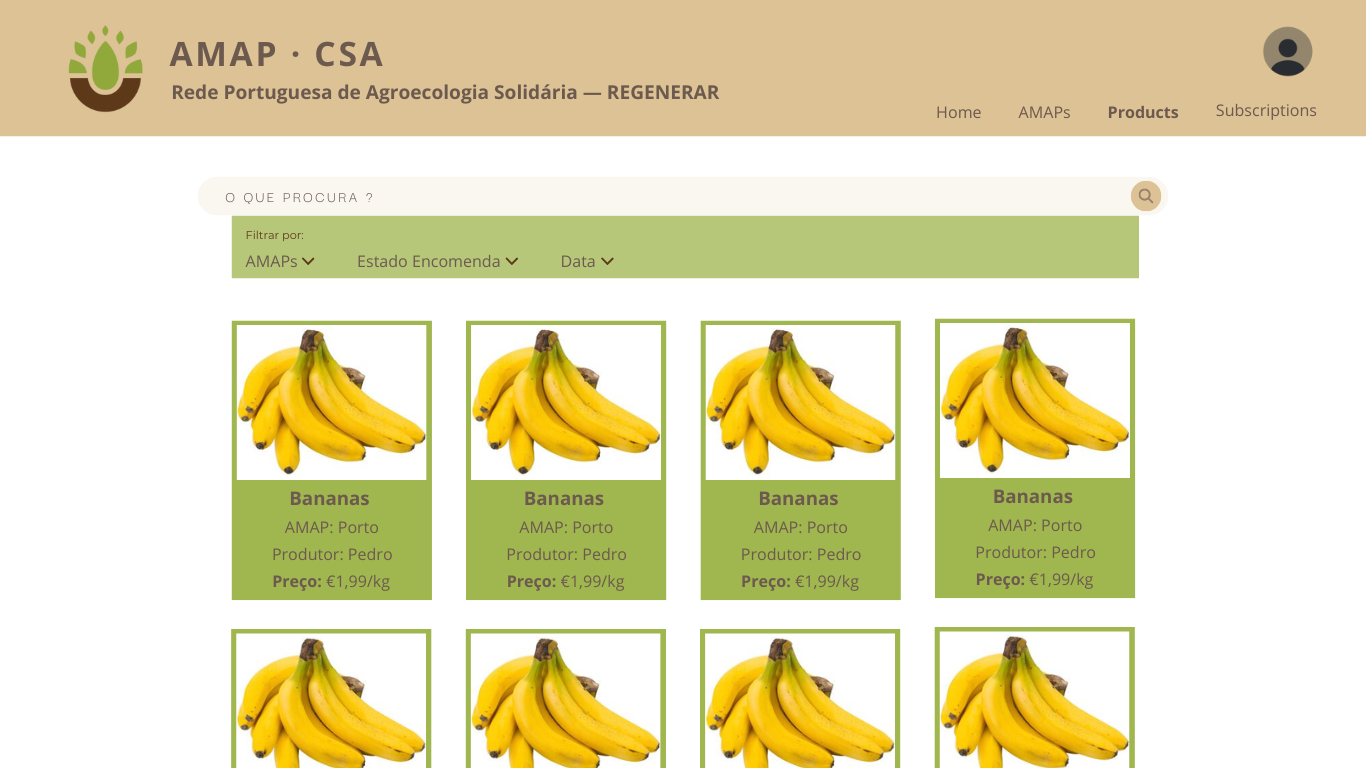 AMAP · CSA
Rede Portuguesa de Agroecologia Solidária — REGENERAR
Home AMAPs Products Subscriptions
O QUE PROCURA ?
Filtrar por:
AMAPs Estado Encomenda Data
Bananas
AMAP: Porto
Produtor: Pedro
Preço: €1,99/kg
Bananas
AMAP: Porto
Produtor: Pedro
Preço: €1,99/kg
Bananas
AMAP: Porto
Produtor: Pedro
Preço: €1,99/kg
Bananas
AMAP: Porto
Produtor: Pedro
Preço: €1,99/kg